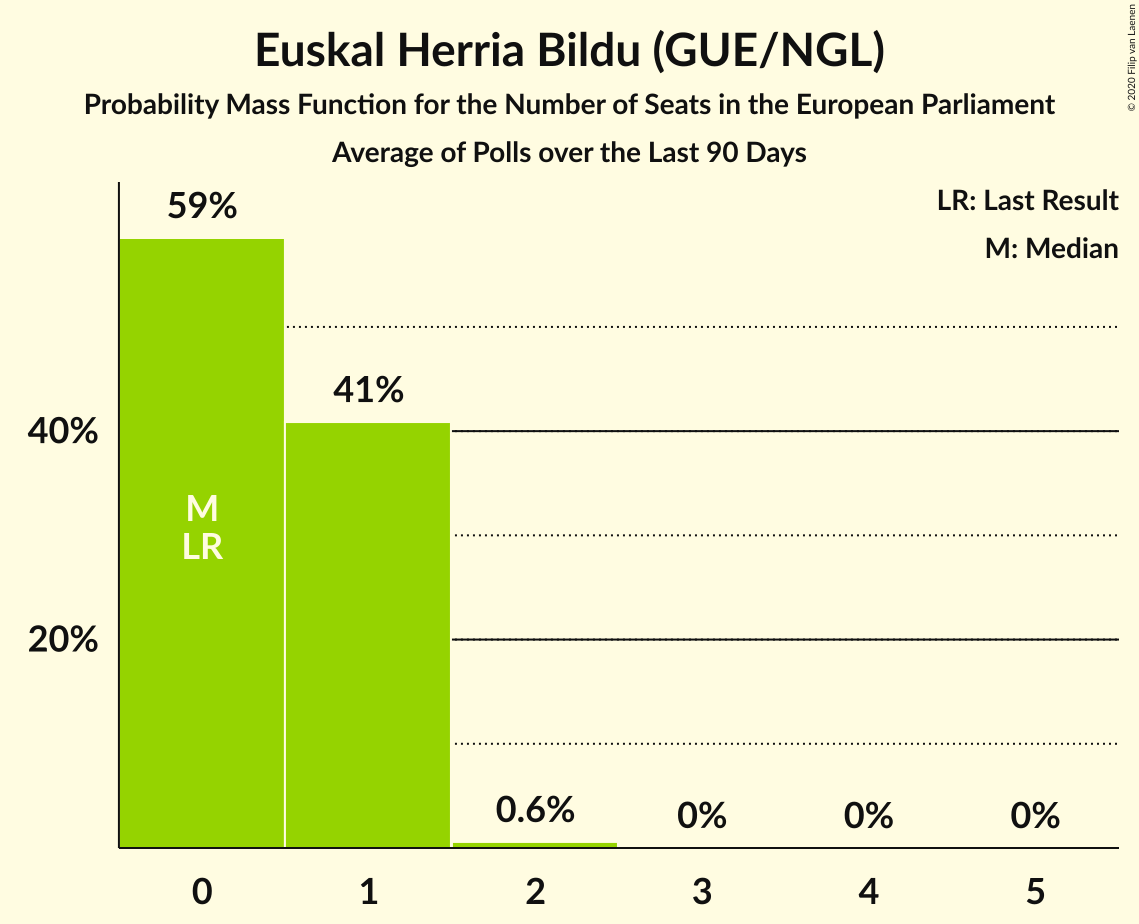 Euskal Herria Bildu (GUE/NGL)
Probability Mass Function for the Number of Seats in the European Parliament
Average of Polls over the Last 90 Days
© 2020 Filip van Laenen
LR: Last Result
M: Median
59%
41%
40%
M
LR
20%
0.6%
0%
0%
0%
0
1
2
3
4
5